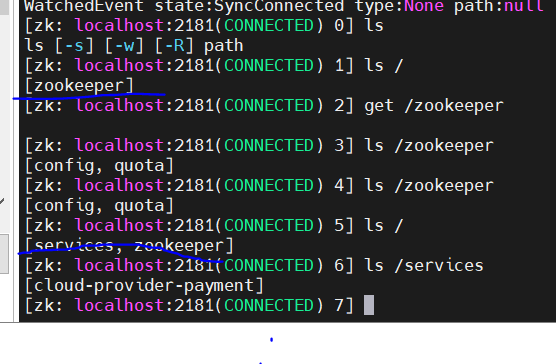 WatchedEvent state:SyncConnected type:None path:null
[zk: localhost:2181(CONNECTED) 0] ls
ls [-s] [-w] [-R] path
[zk: localhost:2181(CONNECTED) 1] ls /
[zookeeper]
[zk: localhost:2181(CONNECTED) 2] get /zookeeper
[zk: localhost:2181(CONNECTED) 3] ls /zookeeper
[config, quota]
[zk: localhost:2181(CONNECTED) 4] ls /zookeeper
[config, quota]
[zk: localhost:2181(CONNECTED) 5] ls /
[services, zookeeper]
[zk: localhost:2181(CONNECTED) 6] ls /services
[cloud-provider-payment]
[zk: localhost:2181(CONNECTED) 7]